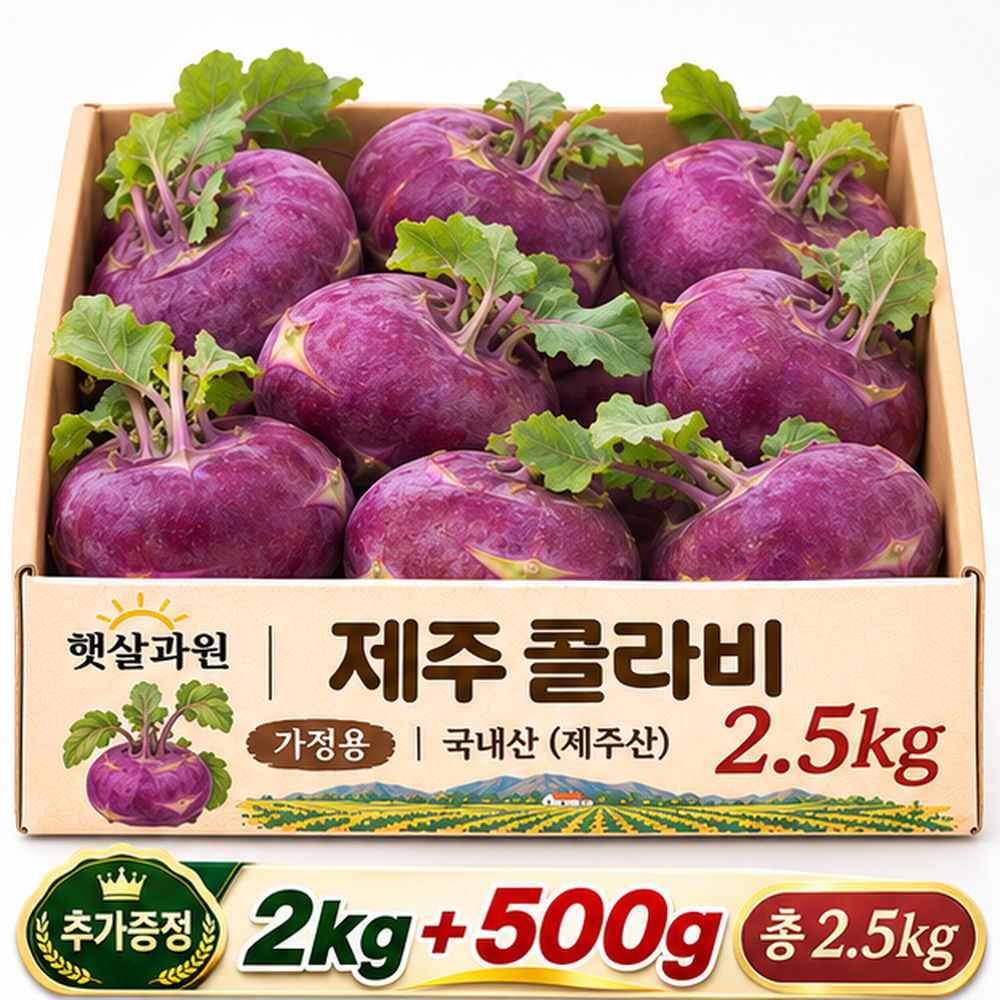 햇살과원
제주 콜라비
가정용 | 국내산 (제주산)
2.5kg
추가증정
2kg+500g
총 2.5kg